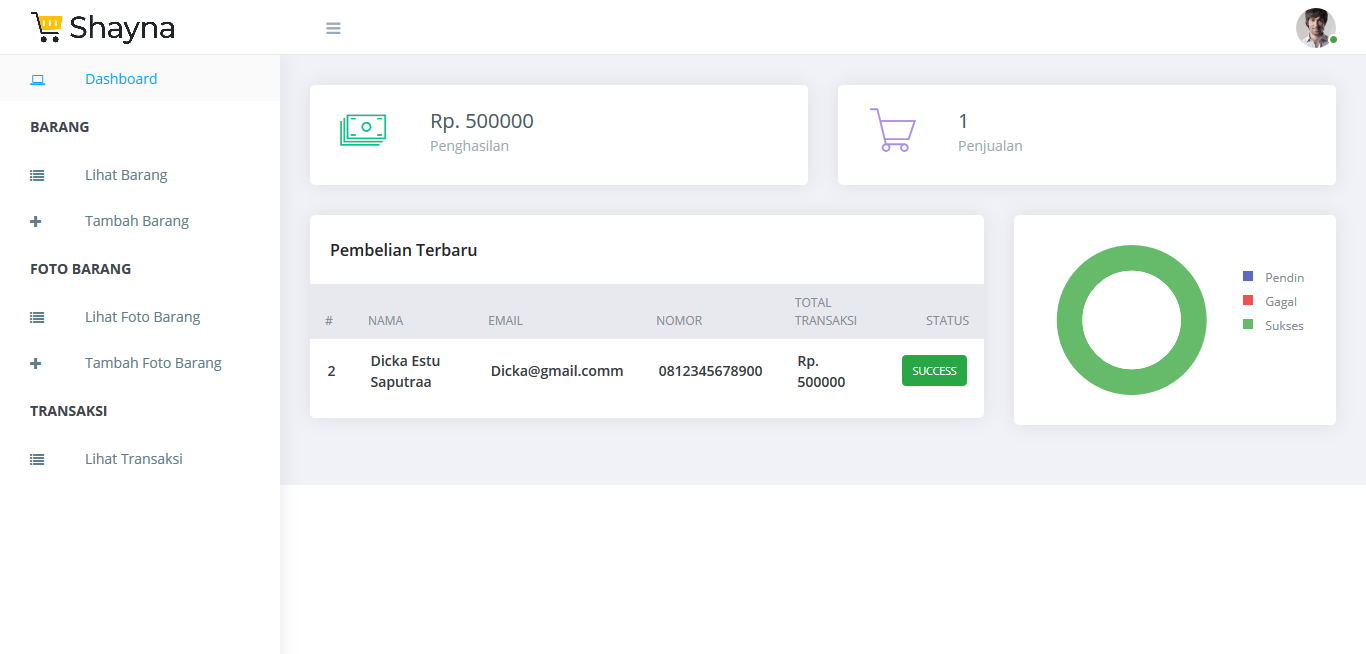 Shayna
Dashboard
BARANG
Lihat Barang
Tambah Barang
FOTO BARANG
Lihat Foto Barang
Tambah Foto Barang
TRANSAKSI
Lihat Transaksi
Rp. 500000
Penghasilan
1
Penjualan
Pembelian Terbaru
# NAMA EMAIL NOMOR TOTAL TRANSAKSI STATUS
2 Dicka Estu Saputraa Dicka@gmail.comm 0812345678900 Rp. 500000 SUCCESS
Pendin
Gagal
Sukses